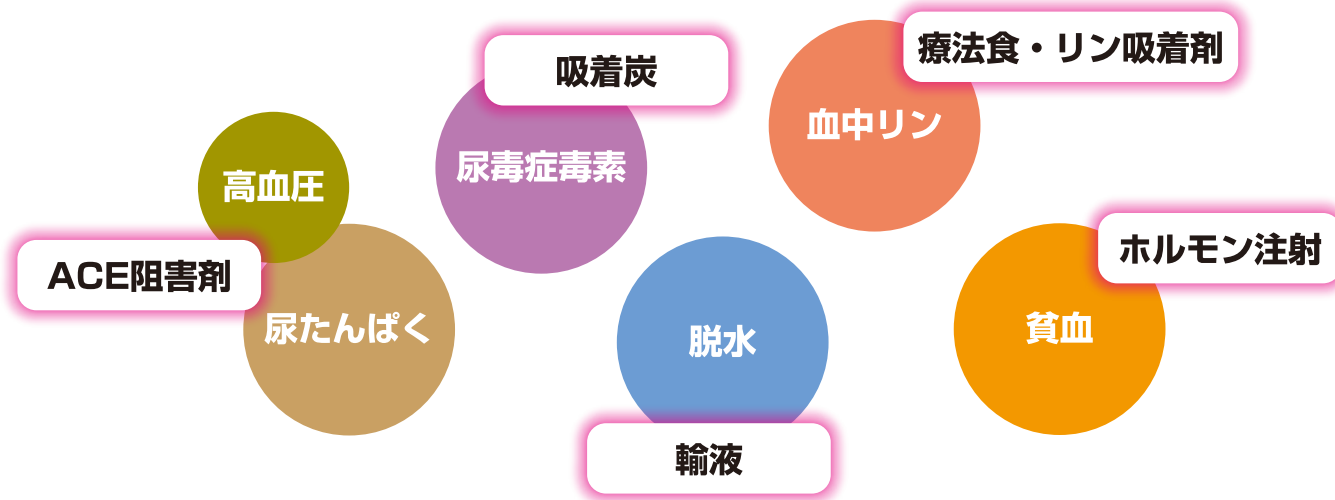 療法食・リン吸着剤
吸着炭
血中リン
尿毒症毒素
高血圧
ホルモン注射
ACE阻害剤
尿たんぱく
脱水
貧血
輸液